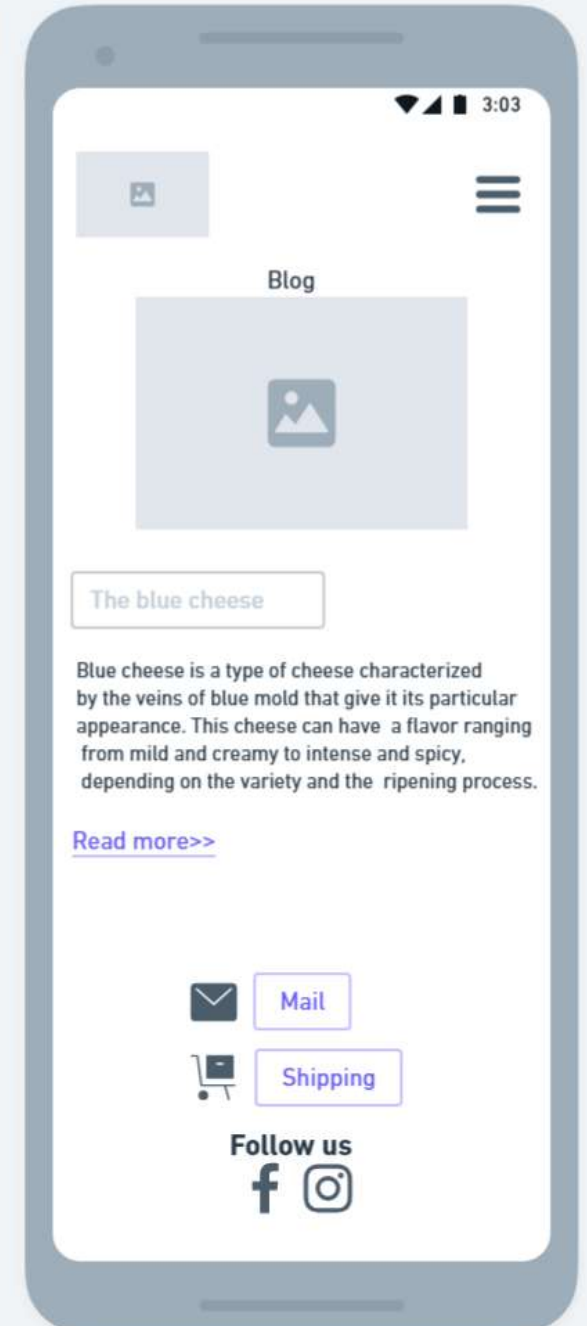 3:03
Blog
The blue cheese
Blue cheese is a type of cheese characterized
by the veins of blue mold that give it its particular
appearance. This cheese can have  a flavor ranging
from mild and creamy to intense and spicy,
depending on the variety and the  ripening process.
Read more>>
Mail
Shipping
Follow us